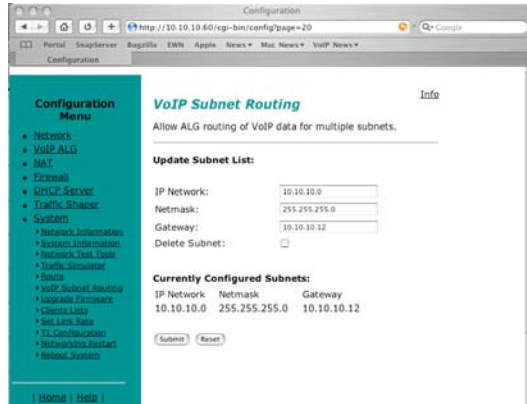 Configuration
http://10.10.10.60/cgi-bin/config?page=20
Google
Portal SnapServer Bugzilla EWN Apple News Mac News VoIP News
Configuration
Configuration Menu
Network
VoIP ALG
NAT
Firewall
DHCP Server
Traffic Shaper
System
Network Information
System Information
Network Test Tools
Traffic Simulator
Route
VoIP Subnet Routing
Upgrade Firmware
Clients Lists
Set Link Rate
T1 Configuration
Networking Restart
Reboot System
[ Home | Help ]
Info
VoIP Subnet Routing
Allow ALG routing of VoIP data for multiple subnets.
Update Subnet List:
IP Network: 10.10.10.0
Netmask: 255.255.255.0
Gateway: 10.10.10.12
Delete Subnet:
Currently Configured Subnets:
IP Network Netmask Gateway
10.10.10.0 255.255.255.0 10.10.10.12
Submit Reset